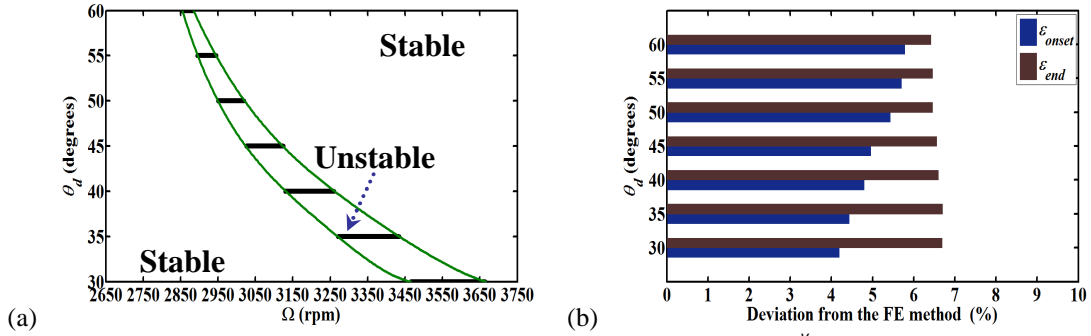 60
55
50
45
40
35
30
θd (degrees)
Stable
Unstable
Stable
2650 2750 2850 2950 3050 3150 3250 3350 3450 3550 3650 3750
Ω (rpm)
(a)
60
55
50
45
40
35
30
θd (degrees)
εonset
εend
0 1 2 3 4 5 6 7 8 9 10
Deviation from the FE method (%)
(b)